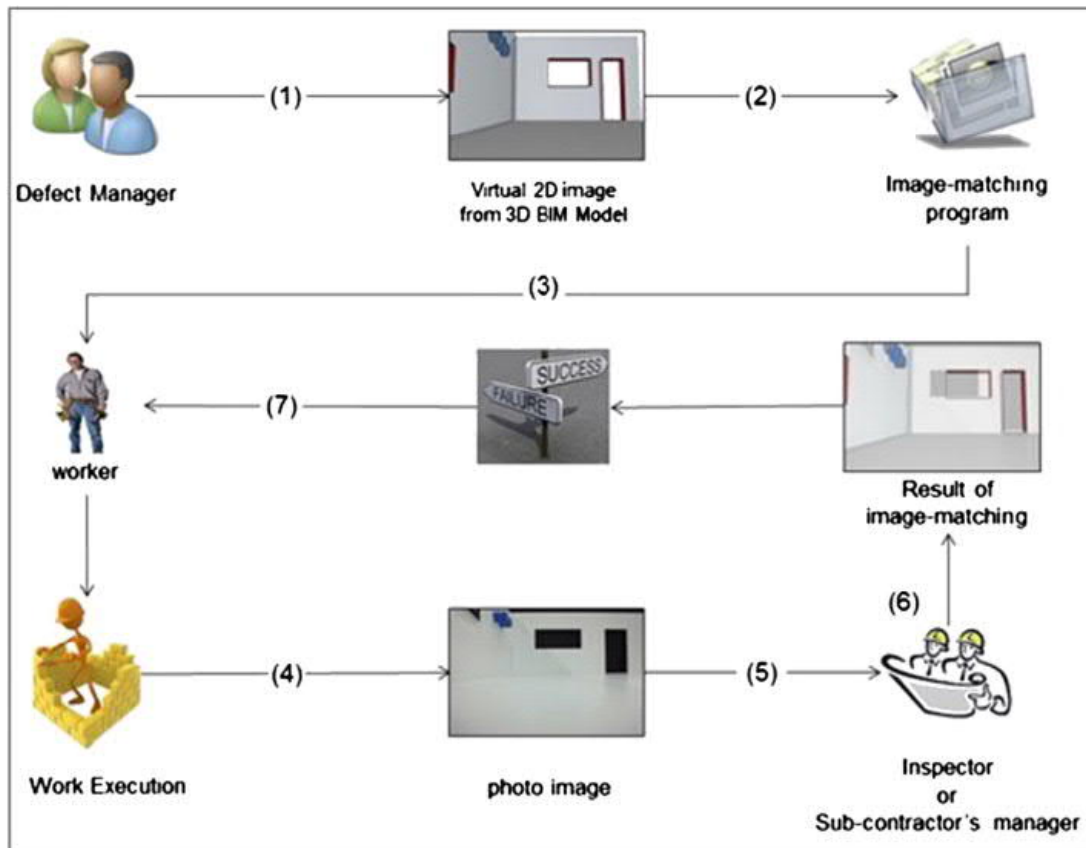 (1)
(2)
Defect Manager
Virtual 2D image
from 3D BIM Model
Image-matching
program
(3)
SUCCESS
FAILURE
(7)
worker
Result of
image-matching
(6)
(4)
(5)
Work Execution
photo image
Inspector
or
Sub-contractor's manager